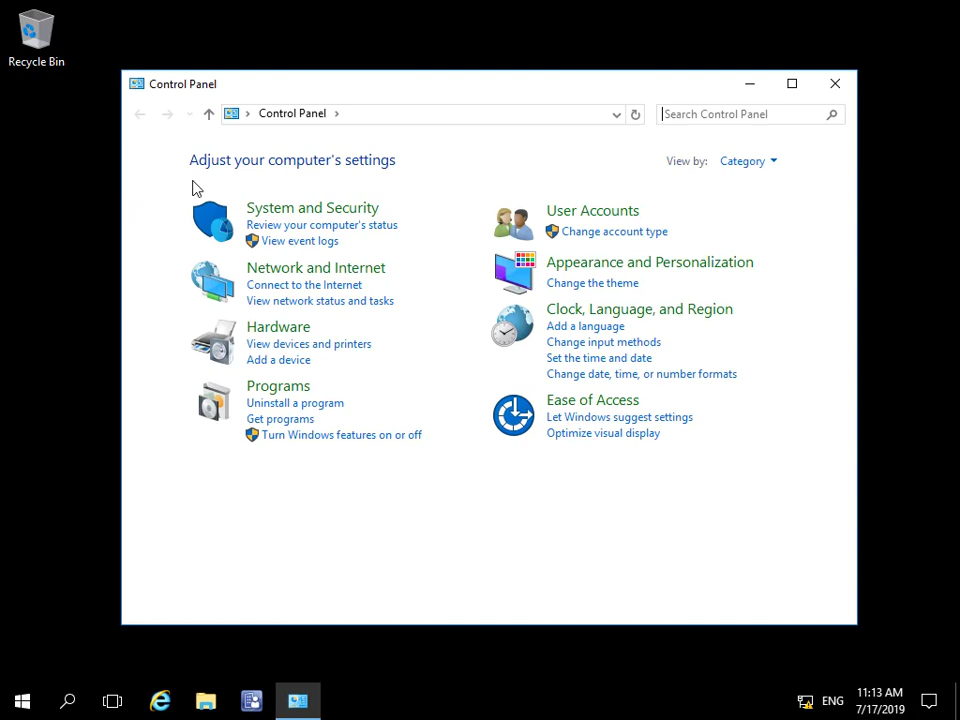 Recycle Bin
Control Panel
Control Panel
Search Control Panel
Adjust your computer's settings
View by: Category
System and Security
Review your computer's status
View event logs
Network and Internet
Connect to the Internet
View network status and tasks
Hardware
View devices and printers
Add a device
Programs
Uninstall a program
Get programs
Turn Windows features on or off
User Accounts
Change account type
Appearance and Personalization
Change the theme
Clock, Language, and Region
Add a language
Change input methods
Set the time and date
Change date, time, or number formats
Ease of Access
Let Windows suggest settings
Optimize visual display
ENG
11:13 AM
7/17/2019